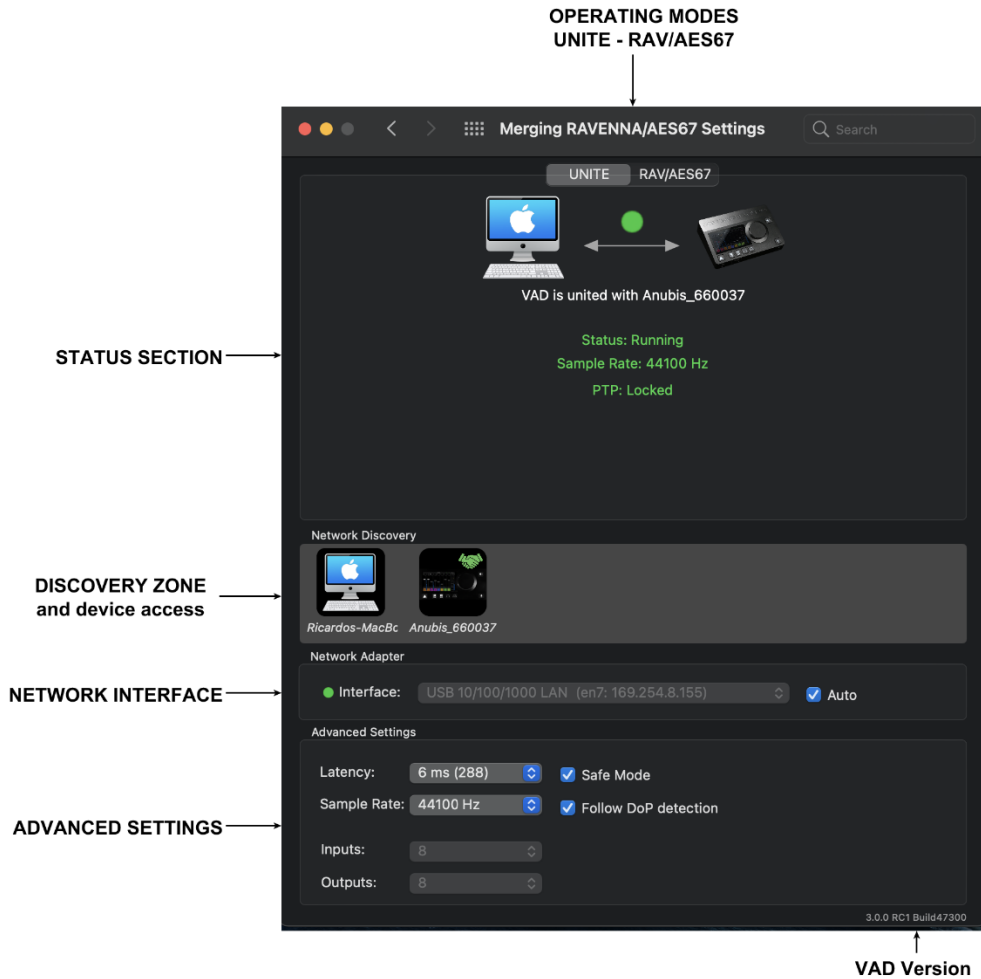 OPERATING MODES
UNITE - RAV/AES67
Merging RAVENNA/AES67 Settings
Search
UNITE
RAV/AES67
VAD is united with Anubis_660037
STATUS SECTION
Status: Running
Sample Rate: 44100 Hz
PTP: Locked
Network Discovery
DISCOVERY ZONE
and device access
Ricardos-MacBc
Anubis_660037
Network Adapter
NETWORK INTERFACE
Interface:
USB 10/100/1000 LAN (en7: 169.254.8.155)
Auto
Advanced Settings
Latency:
6 ms (288)
Safe Mode
Sample Rate:
44100 Hz
Follow DoP detection
ADVANCED SETTINGS
Inputs:
8
Outputs:
8
3.0.0 RC1 Build47300
VAD Version